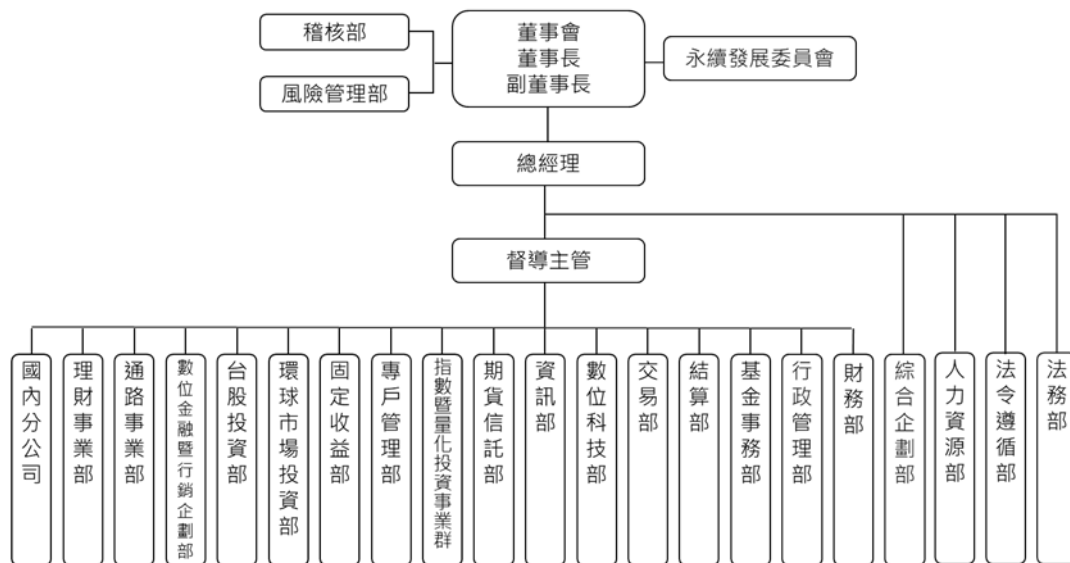 稽核部
風險管理部
董事會
董事長
副董事長
永續發展委員會
總經理
督導主管
國內分公司
理財事業部
通路事業部
數位金融暨行銷企劃部
台股投資部
環球市場投資部
固定收益部
專戶管理部
指數暨量化投資事業群
期貨信託部
資訊部
數位科技部
交易部
結算部
基金事務部
行政管理部
財務部
綜合企劃部
人力資源部
法令遵循部
法務部